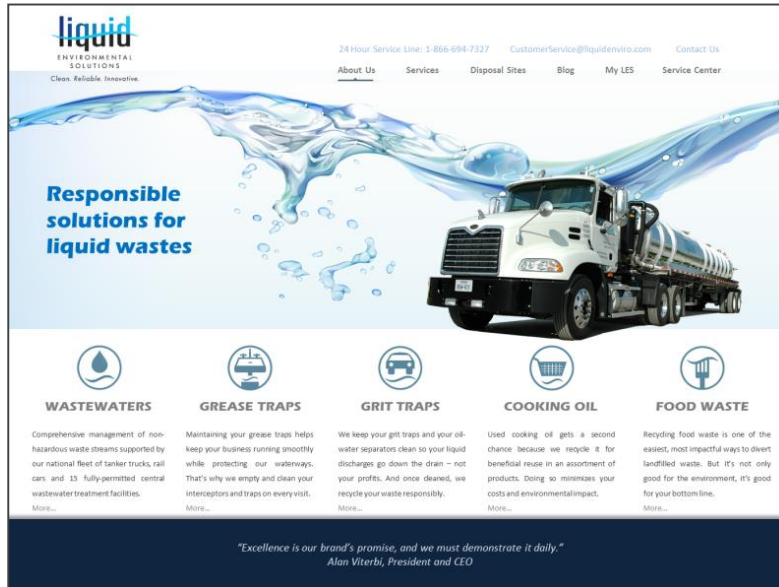 liquid
ENVIRONMENTAL
SOLUTIONS
Clean. Reliable. Innovative.
24 Hour Service Line: 1-866-694-7327 CustomerService@liquidenviro.com Contact Us
About Us Services Disposal Sites Blog My LES Service Center
Responsible
solutions for
liquid wastes
WASTEWATERS
Comprehensive management of non-
hazardous waste streams supported by
our national fleet of tanker trucks, rail
cars and 15 fully-permitted central
wastewater treatment facilities.
More...
GREASE TRAPS
Maintaining your grease traps helps
keep your business running smoothly
while protecting our waterways.
That's why we empty and clean your
interceptors and traps on every visit.
More...
GRIT TRAPS
We keep your grit traps and your oil-
water separators clean so your liquid
discharges go down the drain – not
your profits. And once cleaned, we
recycle your waste responsibly.
More...
COOKING OIL
Used cooking oil gets a second
chance because we recycle it for
beneficial reuse in an assortment of
products. Doing so minimizes your
costs and environmental impact.
More...
FOOD WASTE
Recycling food waste is one of the
easiest, most impactful ways to divert
landfilled waste. But it's not only
good for the environment, it's good
for your bottom line.
More...
"Excellence is our brand's promise, and we must demonstrate it daily."
Alan Viterbi, President and CEO